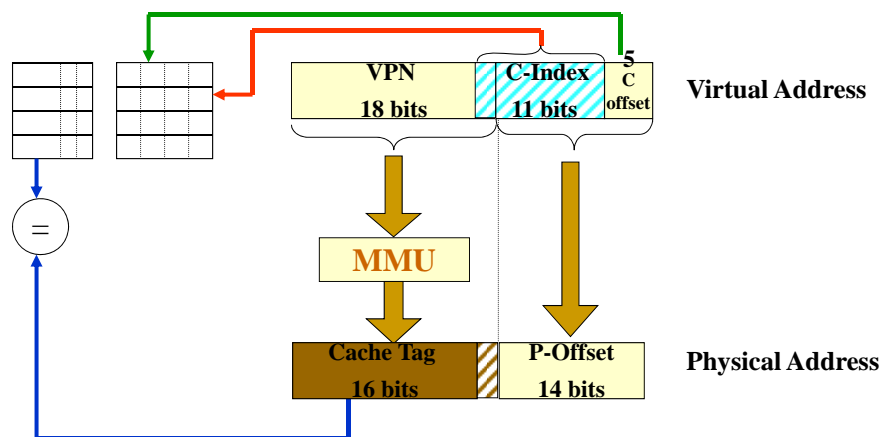 5
VPN
C-Index
C
18 bits
11 bits
offset
Virtual Address
=
MMU
Cache Tag
P-Offset
Physical Address
16 bits
14 bits